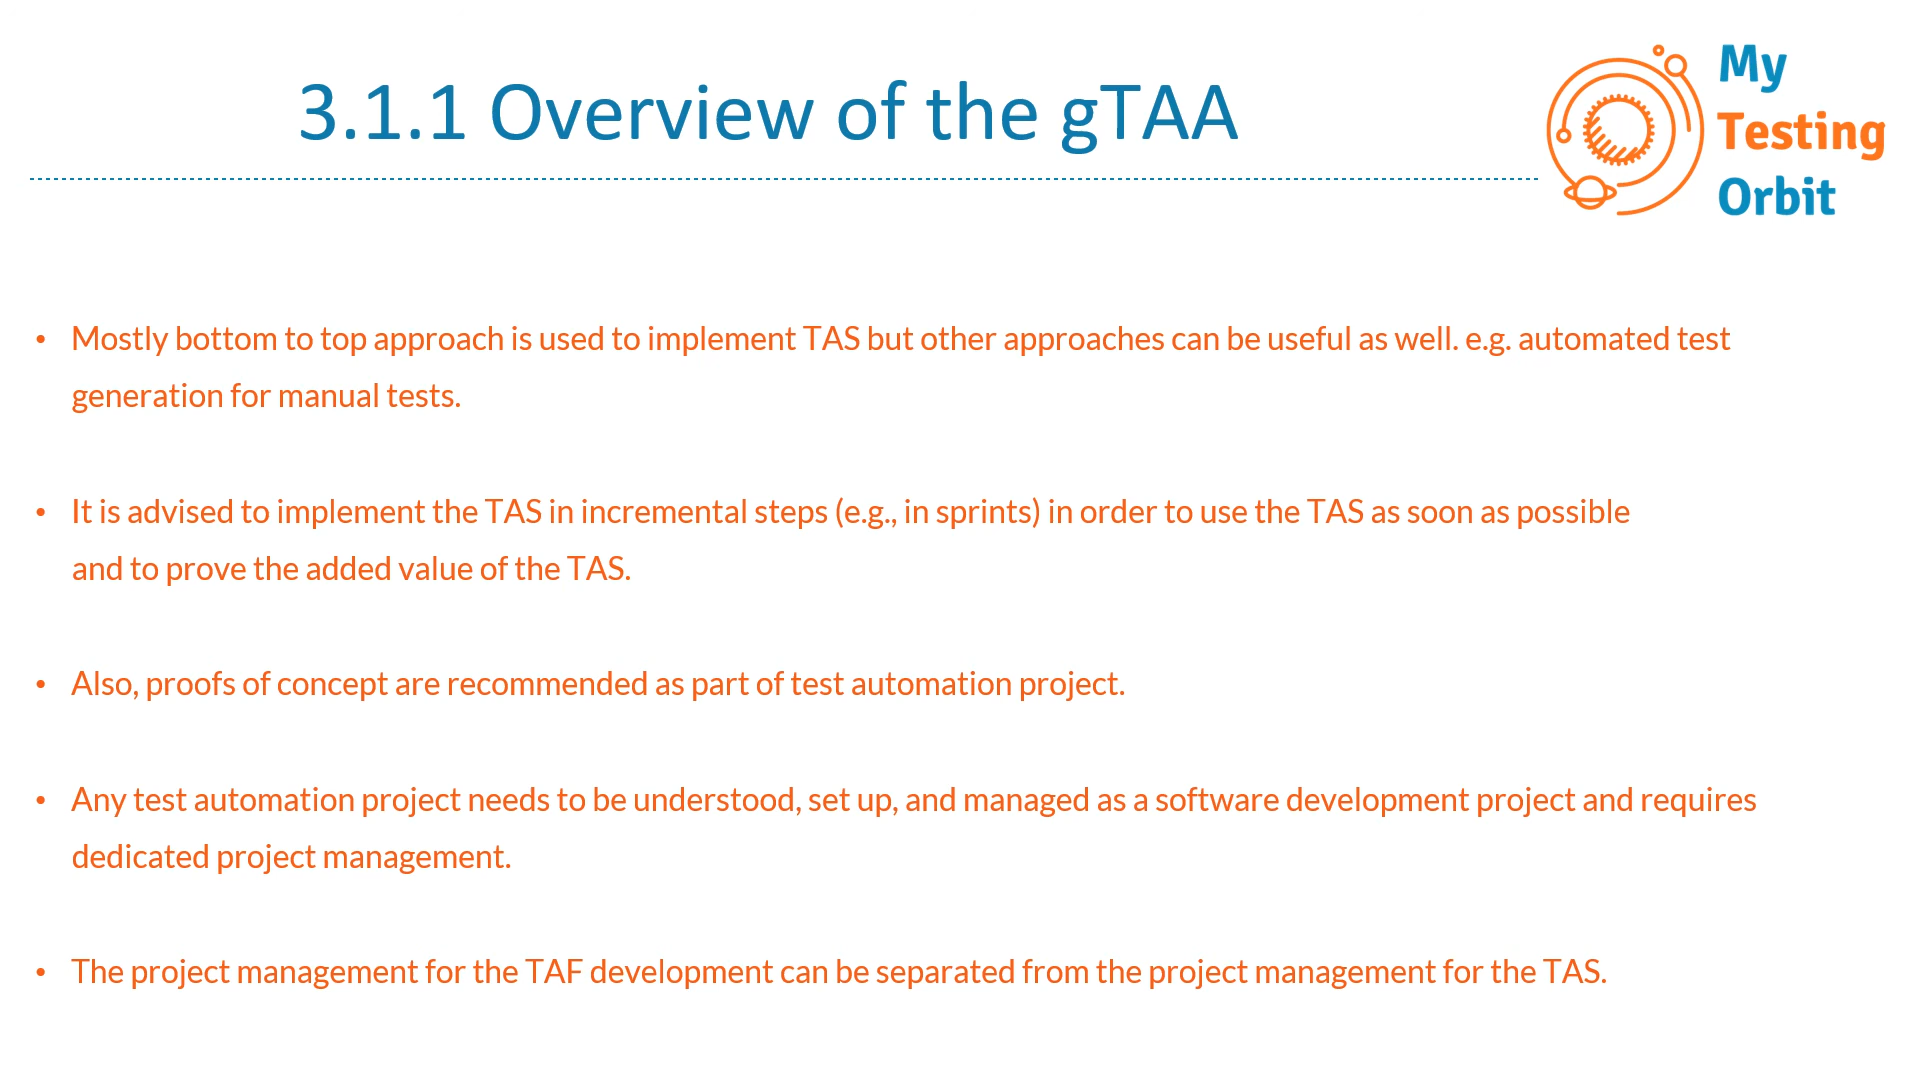 3.1.1 Overview of the gTAA
My
Testing
Orbit
• Mostly bottom to top approach is used to implement TAS but other approaches can be useful as well. e.g. automated test
generation for manual tests.
• It is advised to implement the TAS in incremental steps (e.g., in sprints) in order to use the TAS as soon as possible
and to prove the added value of the TAS.
• Also, proofs of concept are recommended as part of test automation project.
• Any test automation project needs to be understood, set up, and managed as a software development project and requires
dedicated project management.
• The project management for the TAF development can be separated from the project management for the TAS.